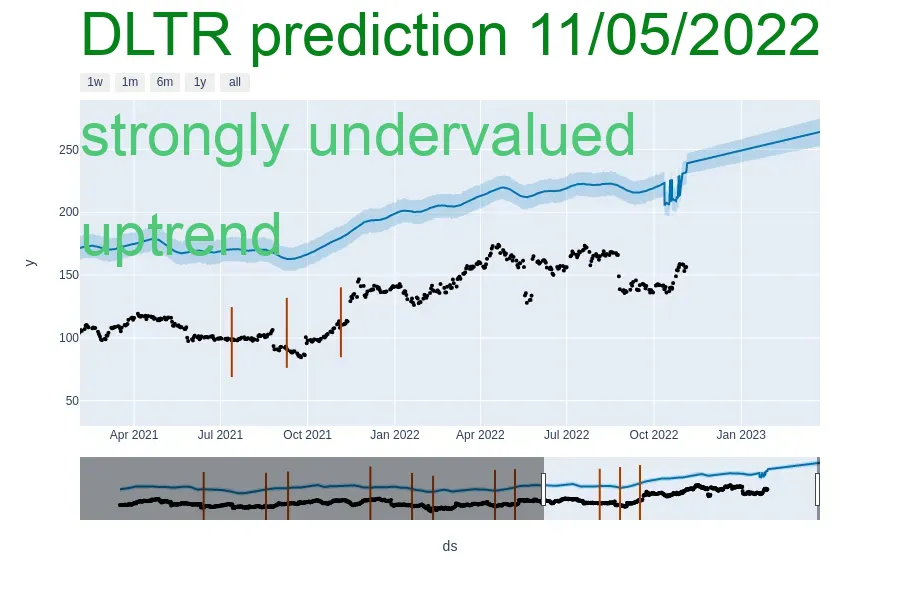 DLTR prediction 11/05/2022
1w 1m 6m 1y all
strongly undervalued
uptrend
250
200
150
100
50
y
Apr 2021 Jul 2021 Oct 2021 Jan 2022 Apr 2022 Jul 2022 Oct 2022 Jan 2023
ds